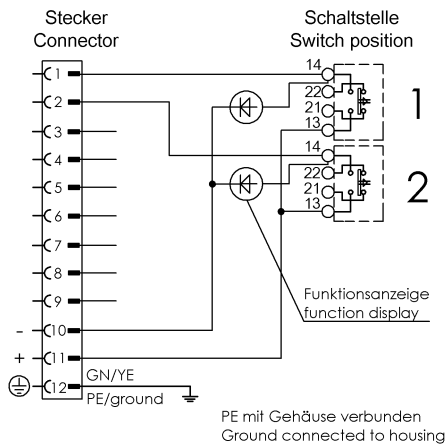 Stecker
Connector
Schaltstelle
Switch position
1
2
3
4
5
6
7
8
9
10
11
12
-
+
GN/YE
PE/ground
14
22
21
13
1
14
22
21
13
2
Funktionsanzeige
function display
PE mit Gehäuse verbunden
Ground connected to housing